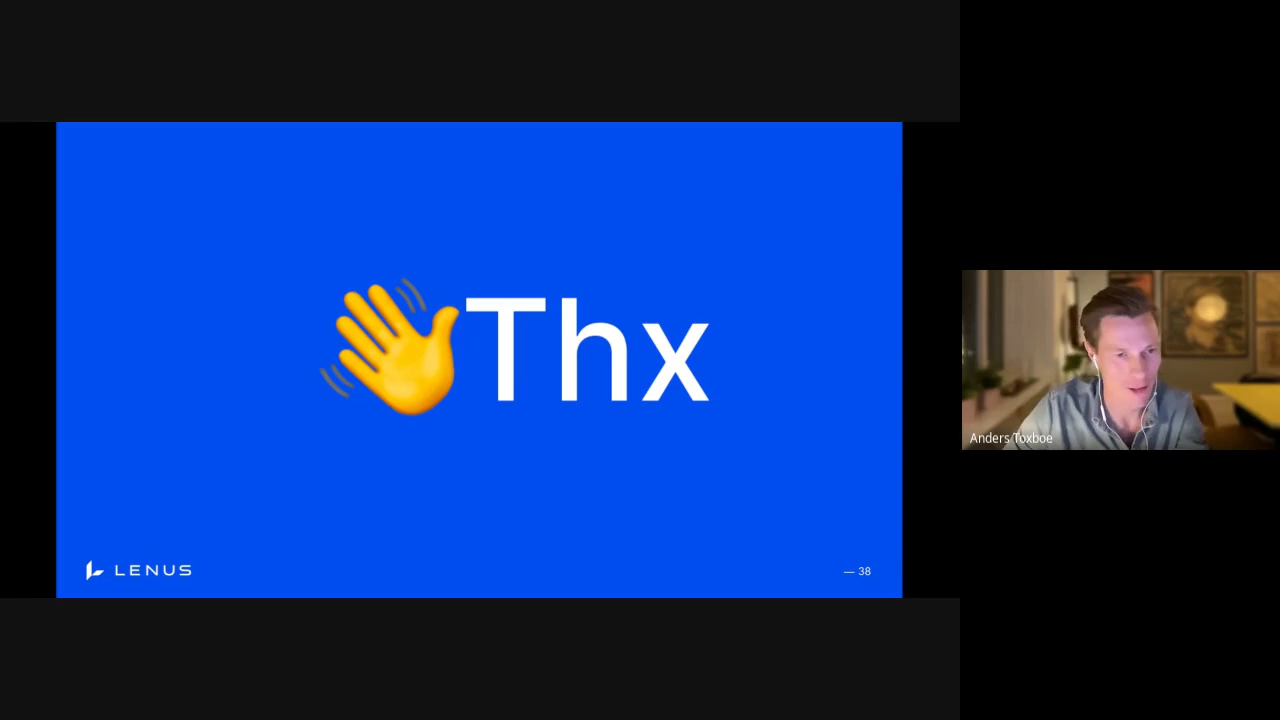 👋Thx
LENUS
— 38
Anders Toxboe